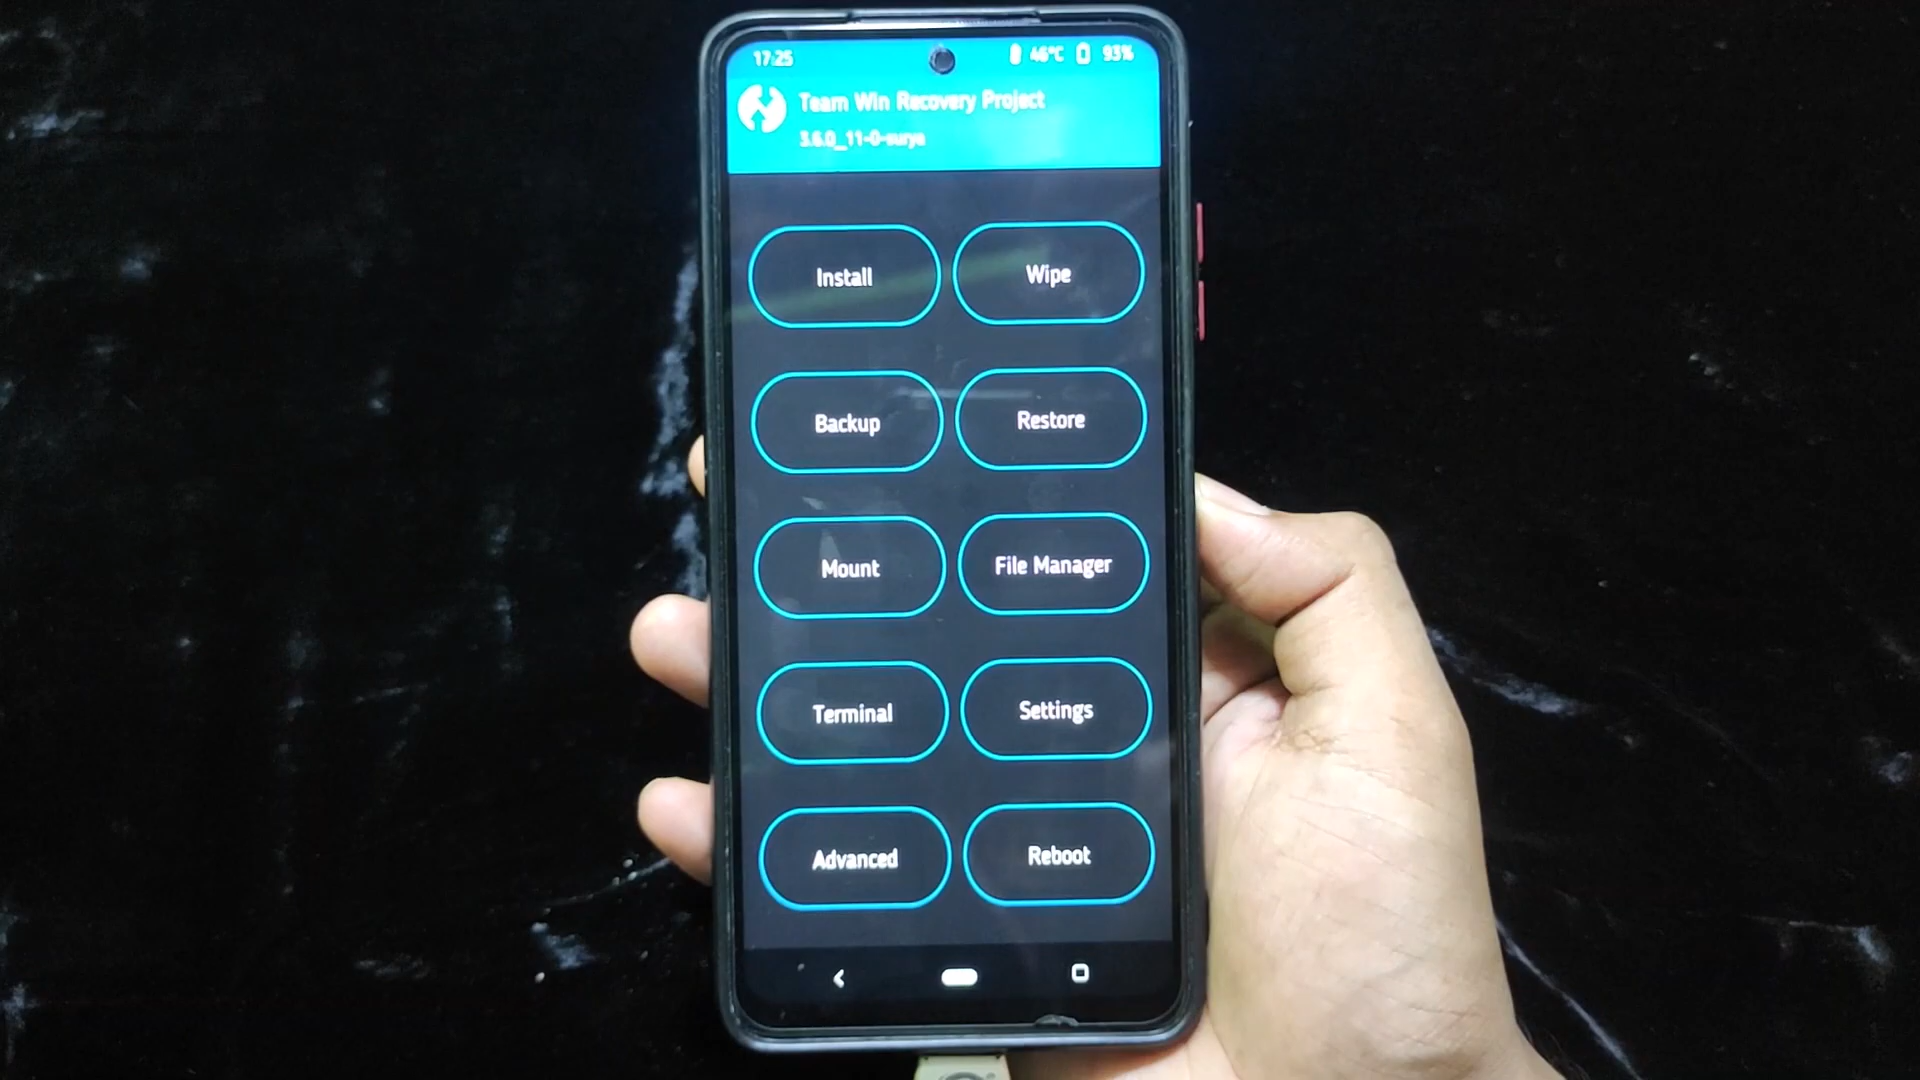 17:25 46°C 93%
Team Win Recovery Project
3.6.0_11-0-surya
Install Wipe
Backup Restore
Mount File Manager
Terminal Settings
Advanced Reboot